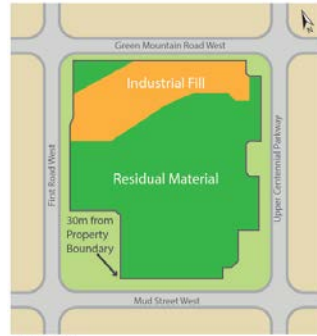 Green Mountain Road West
Industrial Fill
First Road West
Residual Material
Upper Centennial Parkway
30m from
Property
Boundary
Mud Street West